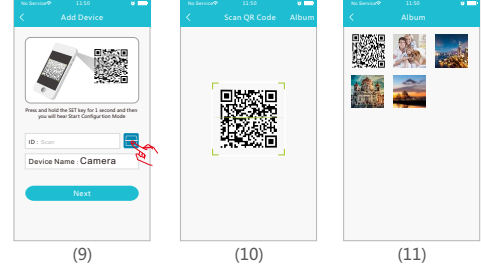 No Service 11:50
Add Device
Press and hold the SET key for 1 second and then
you will hear Start Configurtion Mode
ID : Scan
Device Name : Camera
Next
(9)
No Service 11:50
Scan QR Code Album
(10)
No Service 11:50
Album
(11)